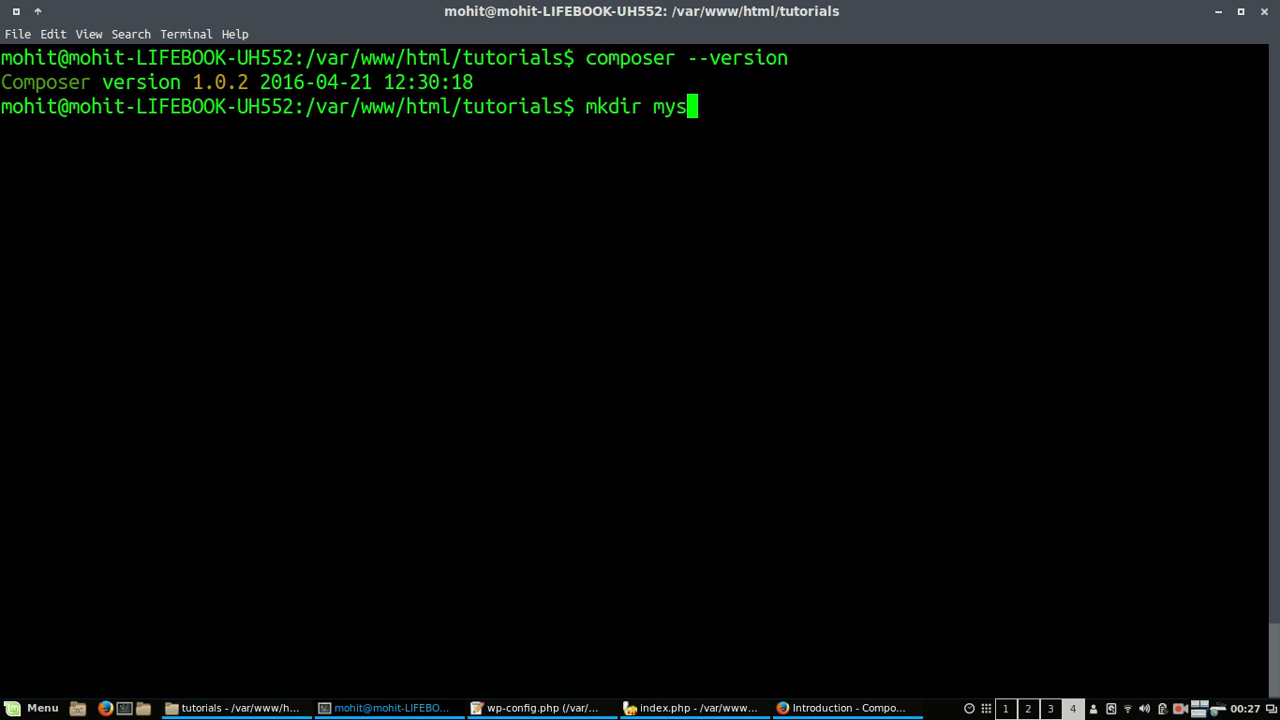 mohit@mohit-LIFEBOOK-UH552: /var/www/html/tutorials
File Edit View Search Terminal Help
mohit@mohit-LIFEBOOK-UH552:/var/www/html/tutorials$ composer --version
Composer version 1.0.2 2016-04-21 12:30:18
mohit@mohit-LIFEBOOK-UH552:/var/www/html/tutorials$ mkdir mys
Menu tutorials - /var/www/h... mohit@mohit-LIFEBO... wp-config.php (/var/... index.php - /var/www... Introduction - Compo... 1 2 3 4 00:27